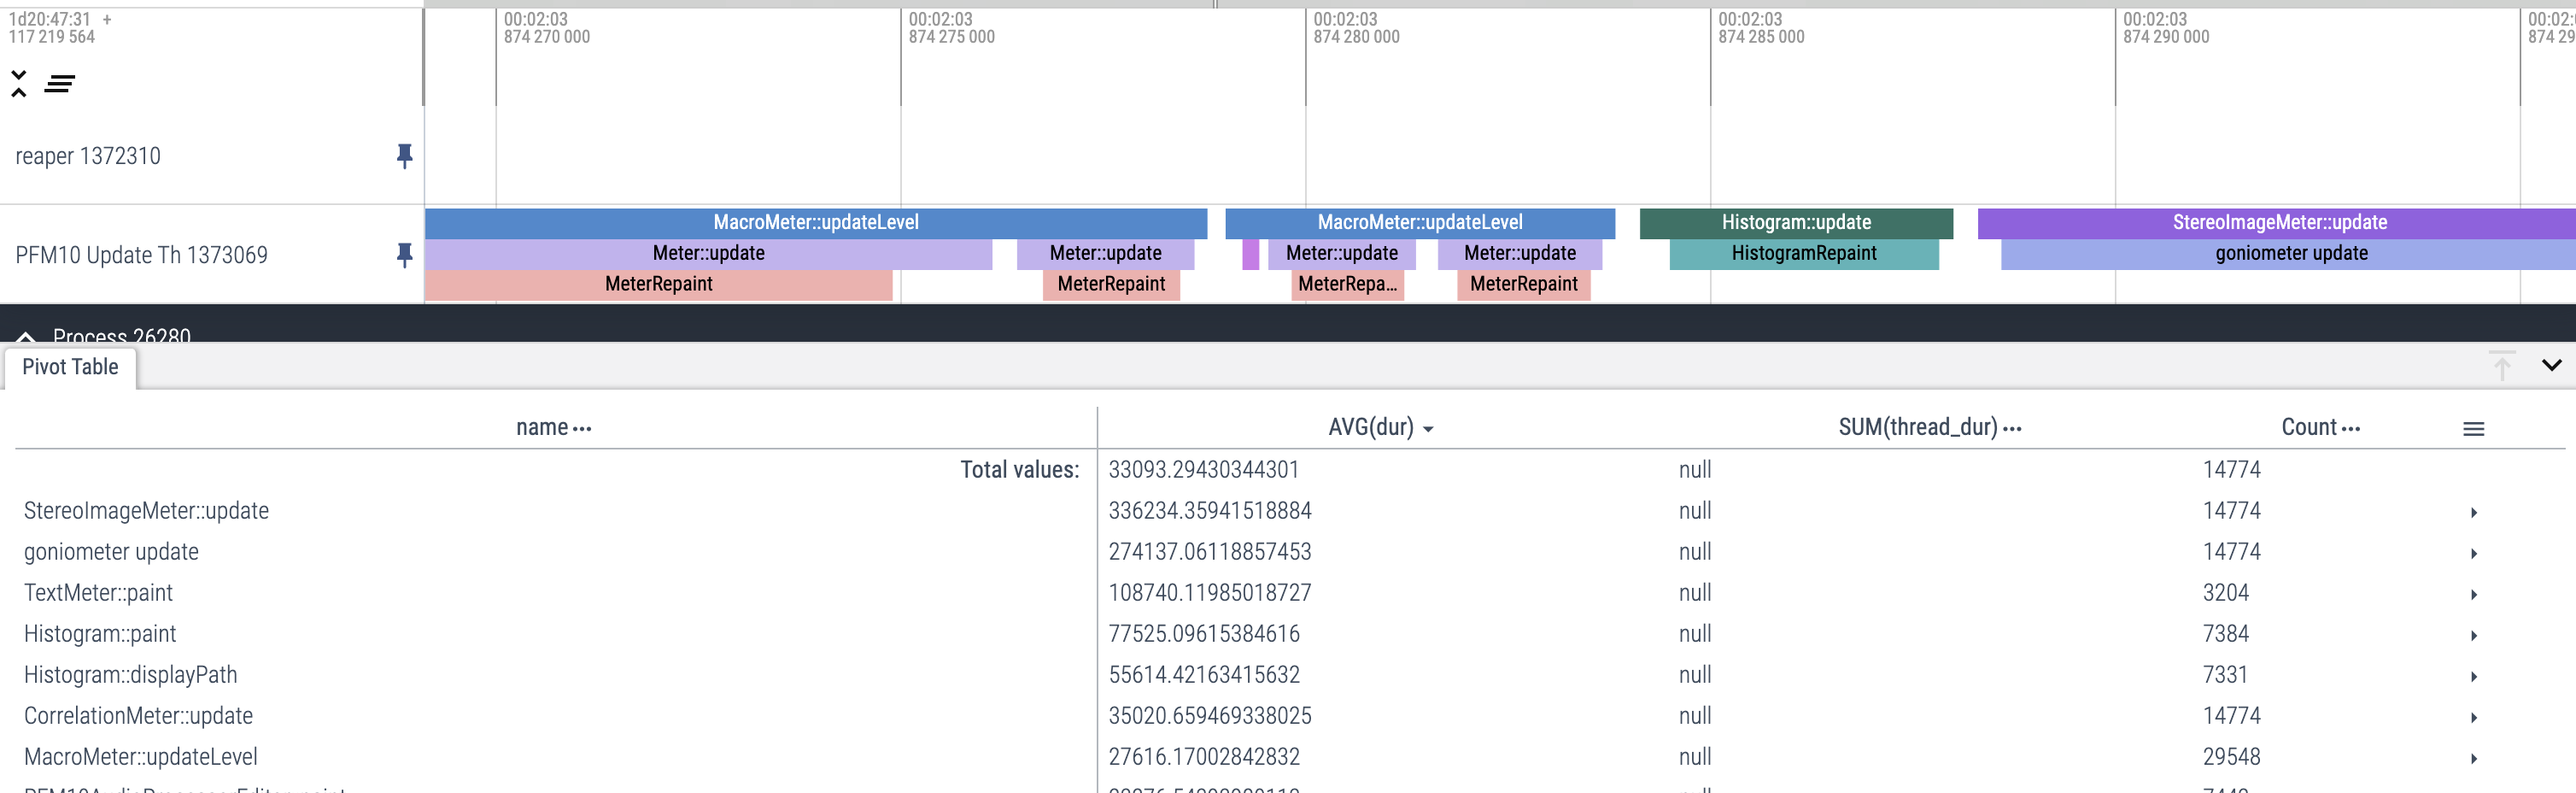 1d20:47:31 +
117 219 564
00:02:03
874 270 000
00:02:03
874 275 000
00:02:03
874 280 000
00:02:03
874 285 000
00:02:03
874 290 000
00:02:
874 29
reaper 1372310
MacroMeter::updateLevel MacroMeter::updateLevel Histogram::update StereoImageMeter::update
PFM10 Update Th 1373069
Meter::update Meter::update Meter::update Meter::update HistogramRepaint goniometer update
MeterRepaint MeterRepaint MeterRepa... MeterRepaint
Process 26280
Pivot Table
name ... AVG(dur) SUM(thread_dur) ... Count ...
Total values: 33093.29430344301 null 14774
StereoImageMeter::update 336234.35941518884 null 14774
goniometer update 274137.06118857453 null 14774
TextMeter::paint 108740.11985018727 null 3204
Histogram::paint 77525.09615384616 null 7384
Histogram::displayPath 55614.42163415632 null 7331
CorrelationMeter::update 35020.659469338025 null 14774
MacroMeter::updateLevel 27616.17002842832 null 29548